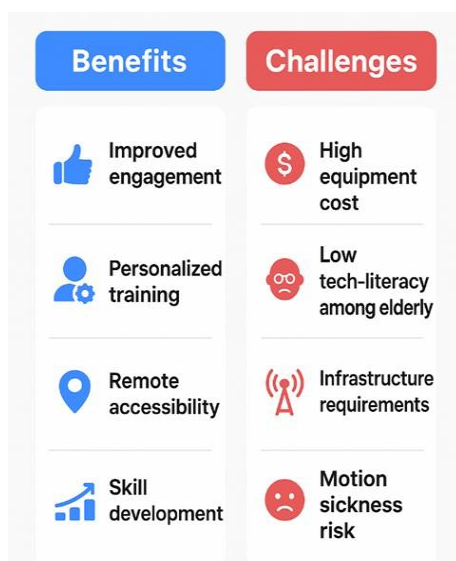 Benefits
Improved
engagement
Personalized
training
Remote
accessibility
Skill
development
Challenges
$
High
equipment
cost
Low
tech-literacy
among elderly
Infrastructure
requirements
Motion
sickness
risk